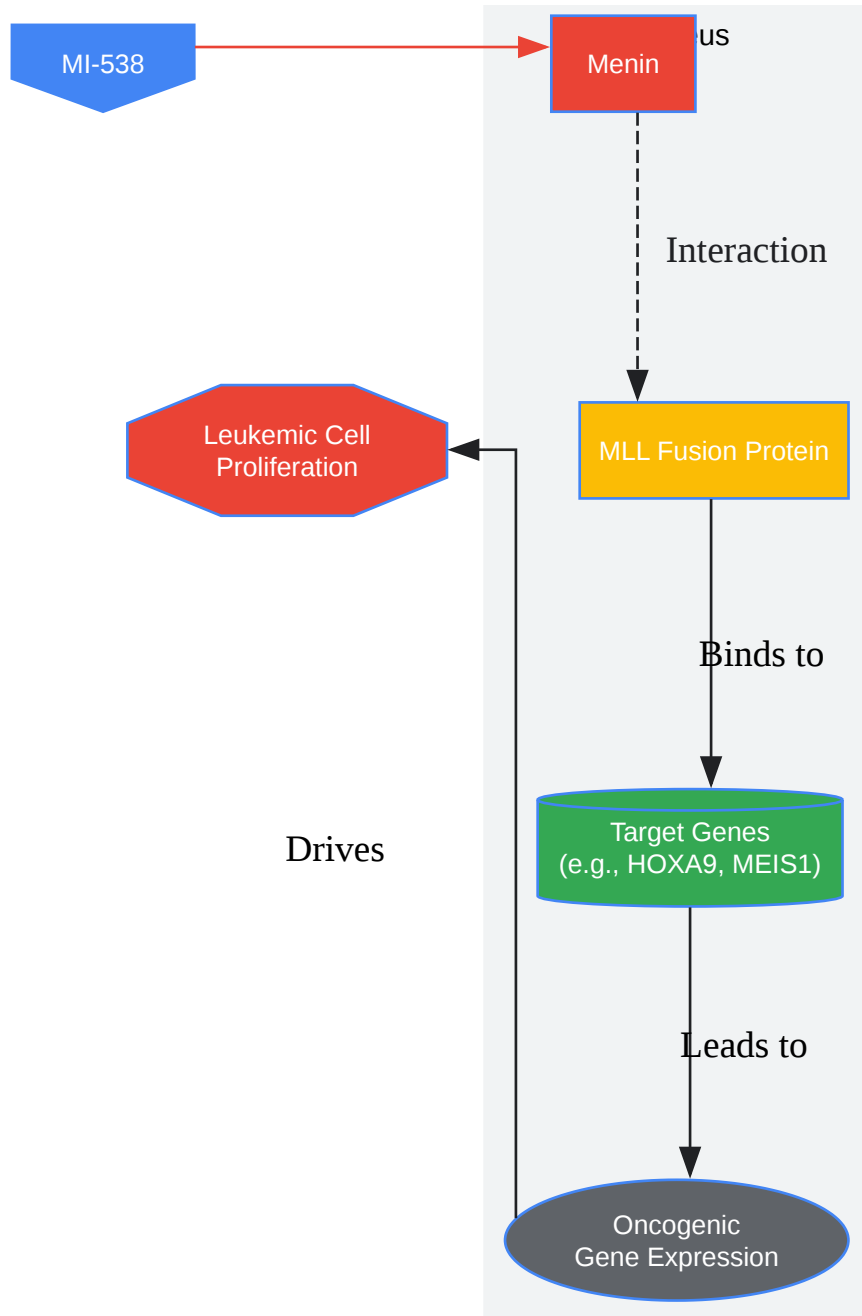 MI-538
Menin
eus
Interaction
Leukemic Cell
Proliferation
MLL Fusion Protein
Binds to
Target Genes
(e.g., HOXA9, MEIS1)
Drives
Leads to
Oncogenic
Gene Expression